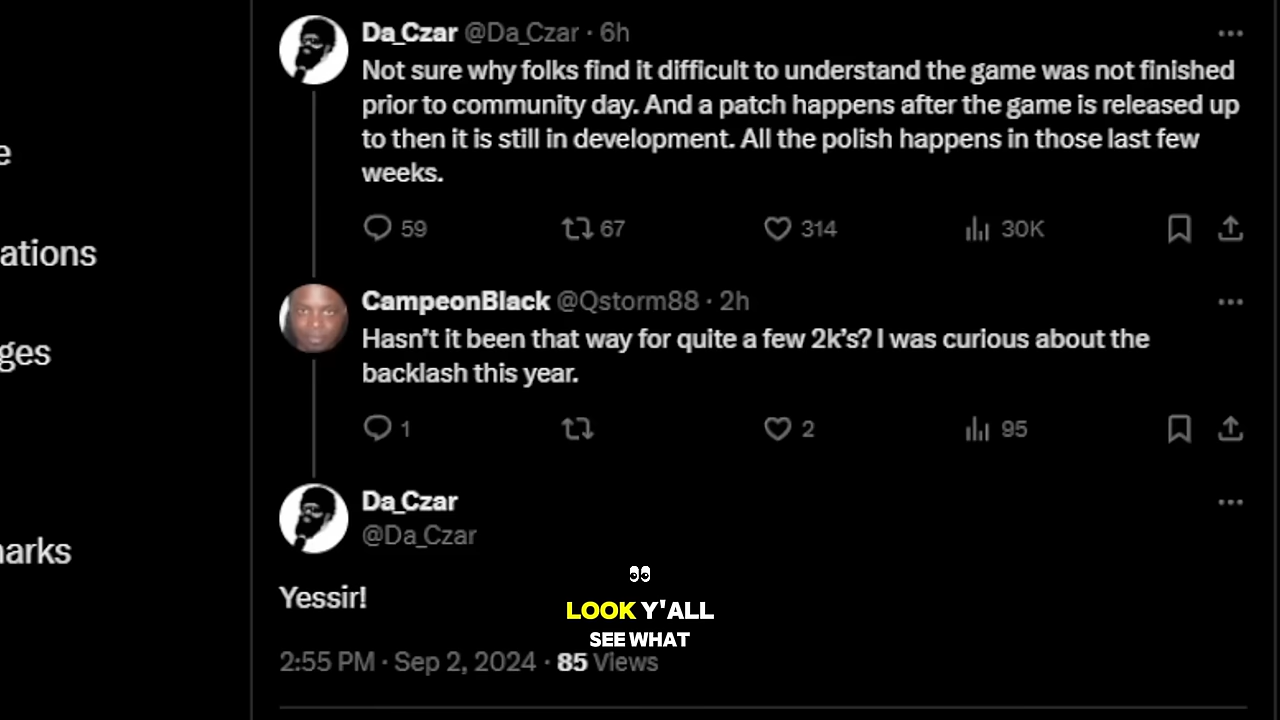 Da_Czar @Da_Czar · 6h
Not sure why folks find it difficult to understand the game was not finished
prior to community day. And a patch happens after the game is released up
to then it is still in development. All the polish happens in those last few
weeks.
59 67 314 30K
CampeonBlack @Qstorm88 · 2h
Hasn't it been that way for quite a few 2k's? I was curious about the
backlash this year.
1 2 95
Da_Czar
@Da_Czar
Yessir!
👀
LOOK Y'ALL
SEE WHAT
2:55 PM · Sep 2, 2024 · 85 Views
e
ations
ges
arks